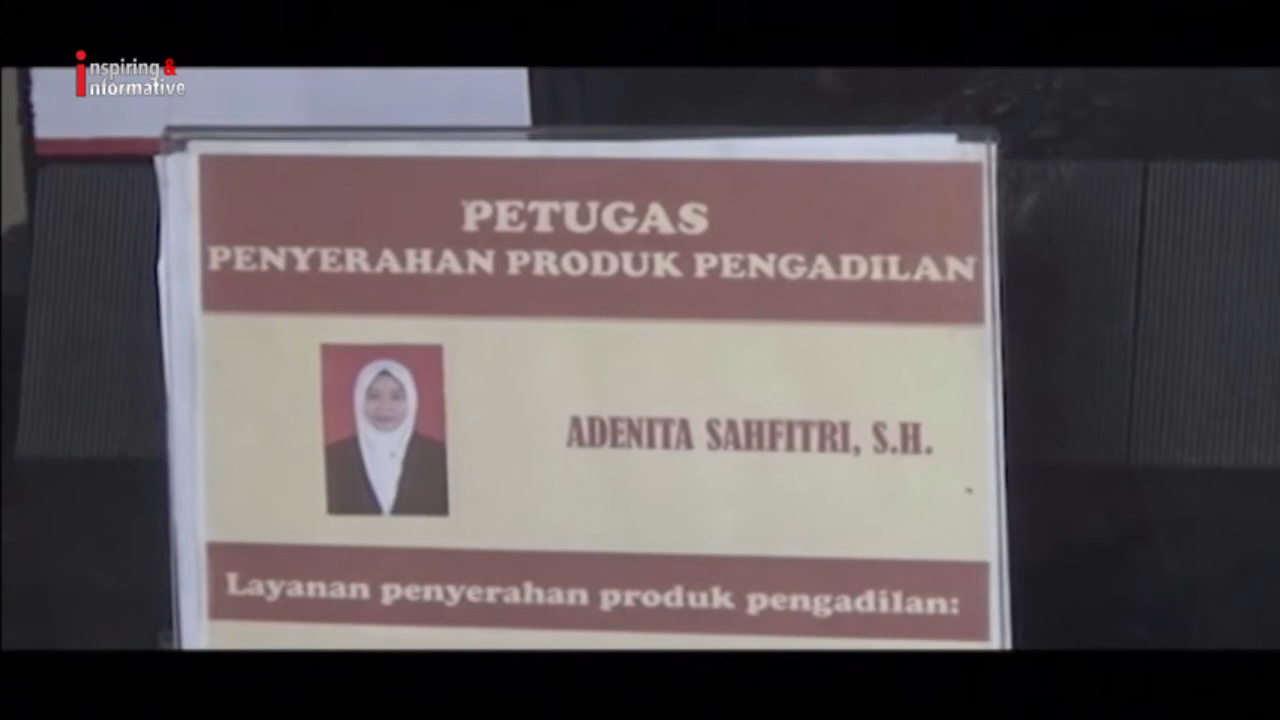 inspiring &
informative
PETUGAS
PENYERAHAN PRODUK PENGADILAN
ADENITA SAHFITRI, S.H.
Layanan penyerahan produk pengadilan: